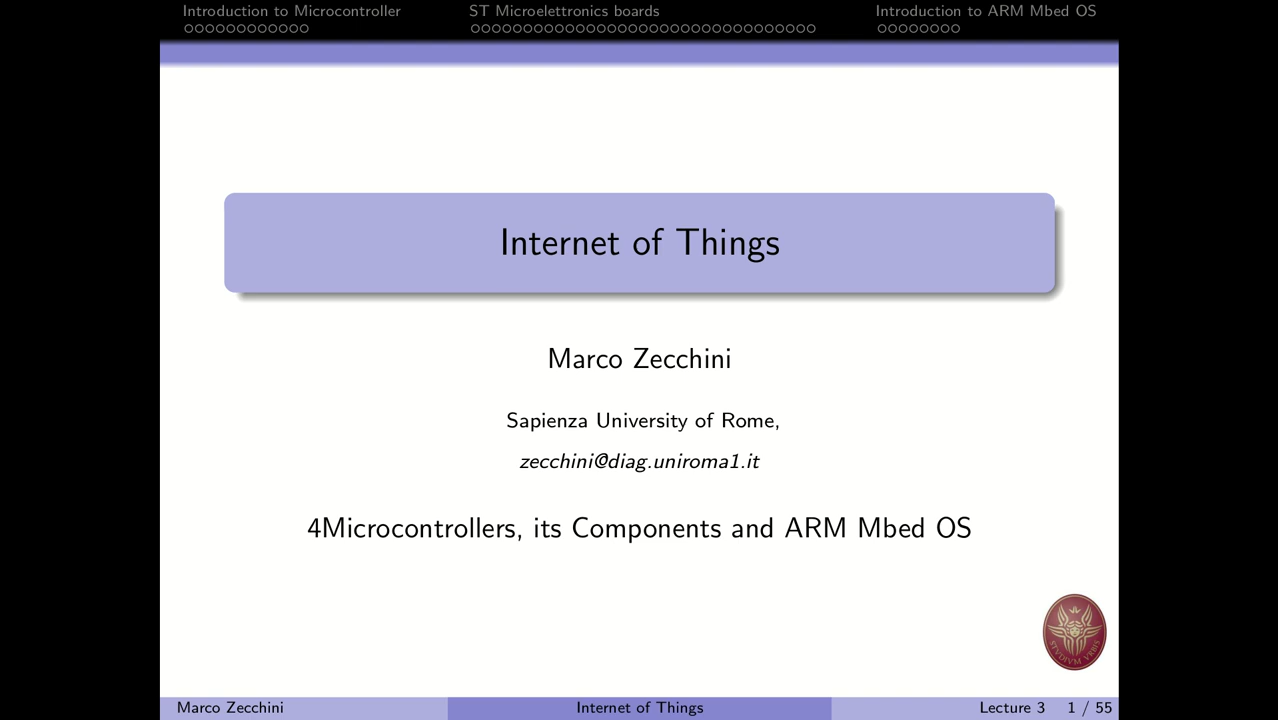 Introduction to Microcontroller
ST Microelettronics boards
Introduction to ARM Mbed OS
Internet of Things
Marco Zecchini
Sapienza University of Rome,
zecchini@diag.uniroma1.it
4Microcontrollers, its Components and ARM Mbed OS
STVDIVM VRBIS
Marco Zecchini
Internet of Things
Lecture 3
1 / 55